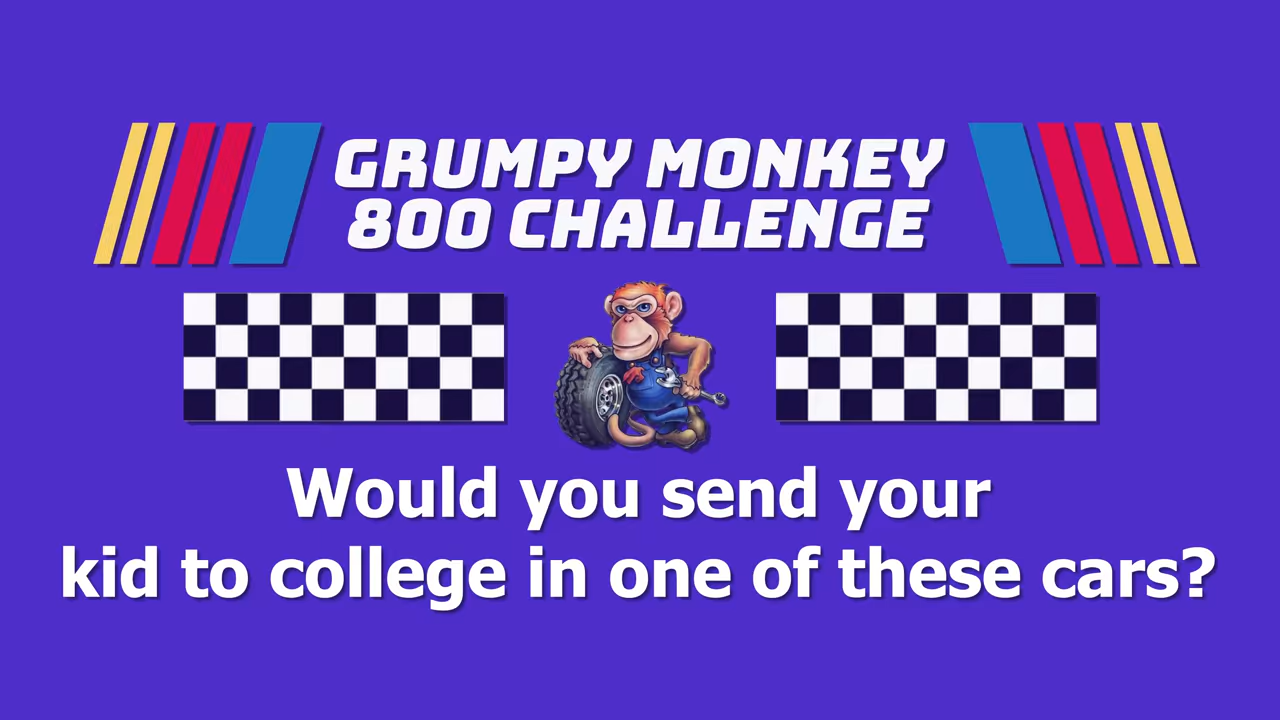 GRUMPY MONKEY
800 CHALLENGE
Would you send your
kid to college in one of these cars?